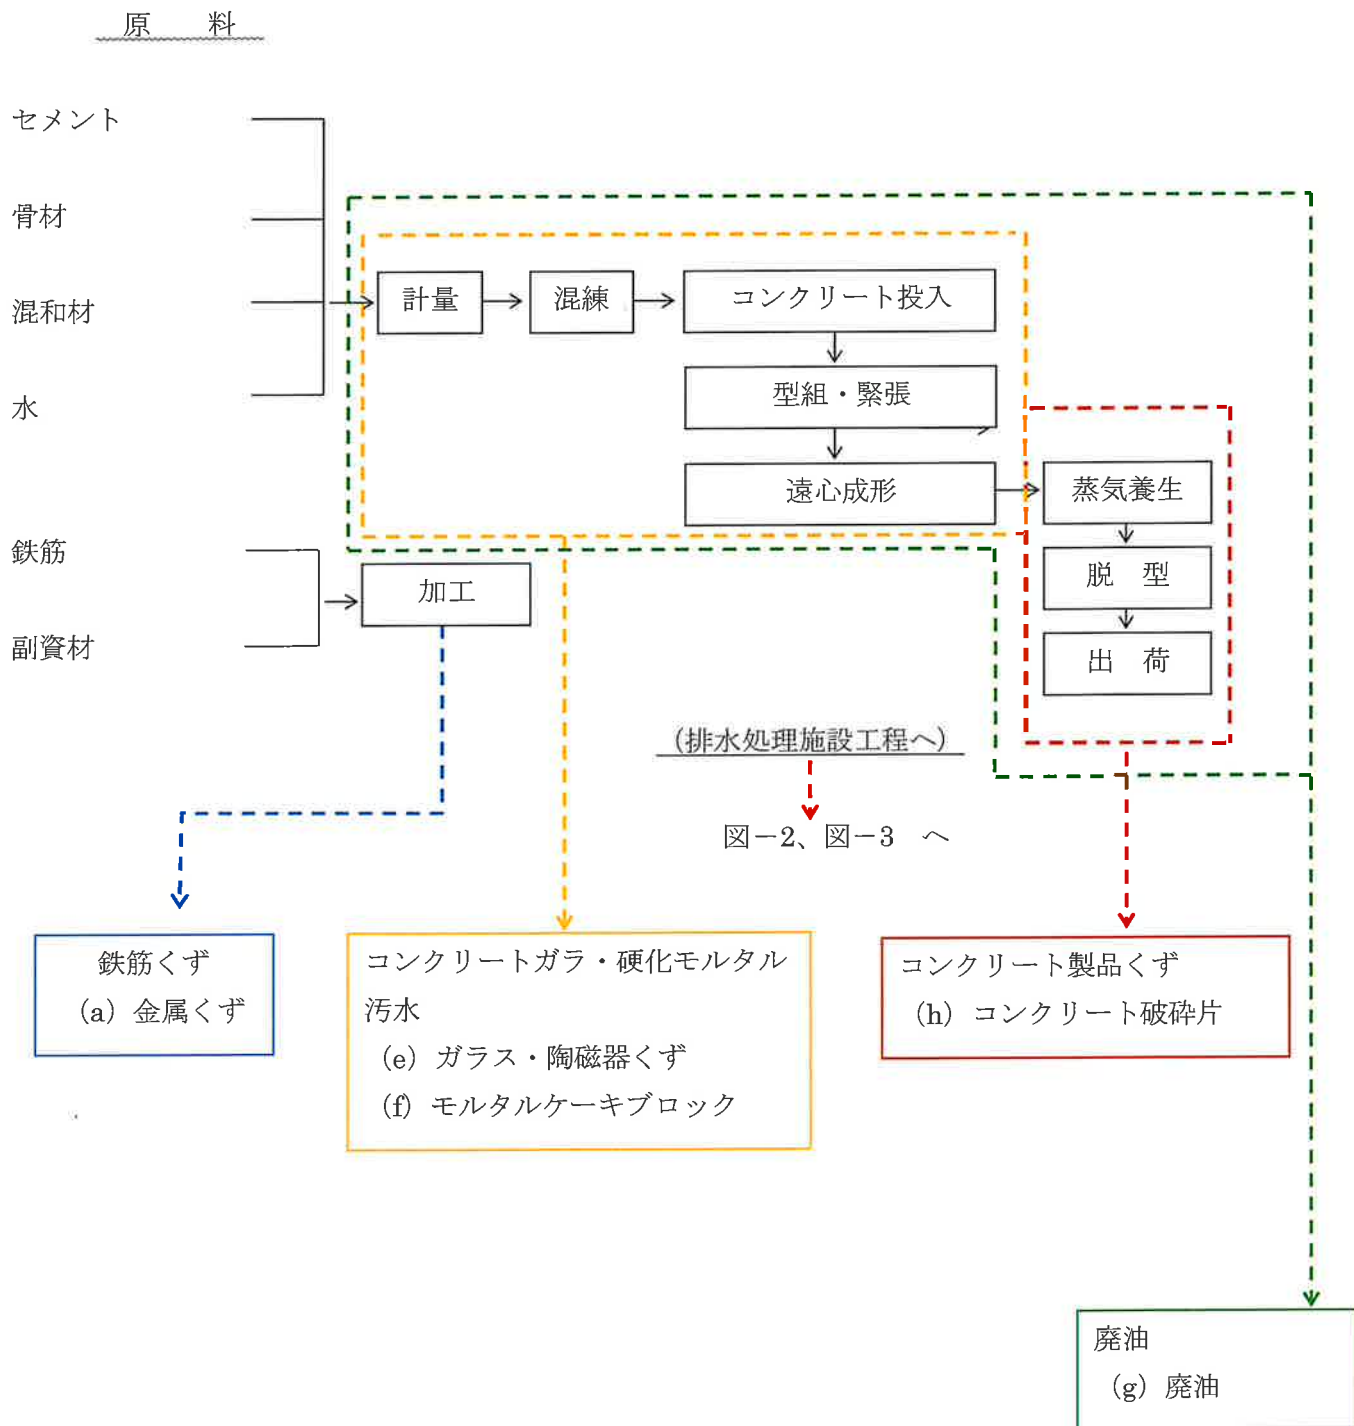 原　料
セメント
骨材
混和材
水
計量
混練
コンクリート投入
型組・緊張
遠心成形
蒸気養生
脱　型
出　荷
鉄筋
副資材
加工
(排水処理施設工程へ)
図－2、図－3　へ
鉄筋くず
(a) 金属くず
コンクリートガラ・硬化モルタル
汚水
(e) ガラス・陶磁器くず
(f) モルタルケーキブロック
コンクリート製品くず
(h) コンクリート破砕片
廃油
(g) 廃油